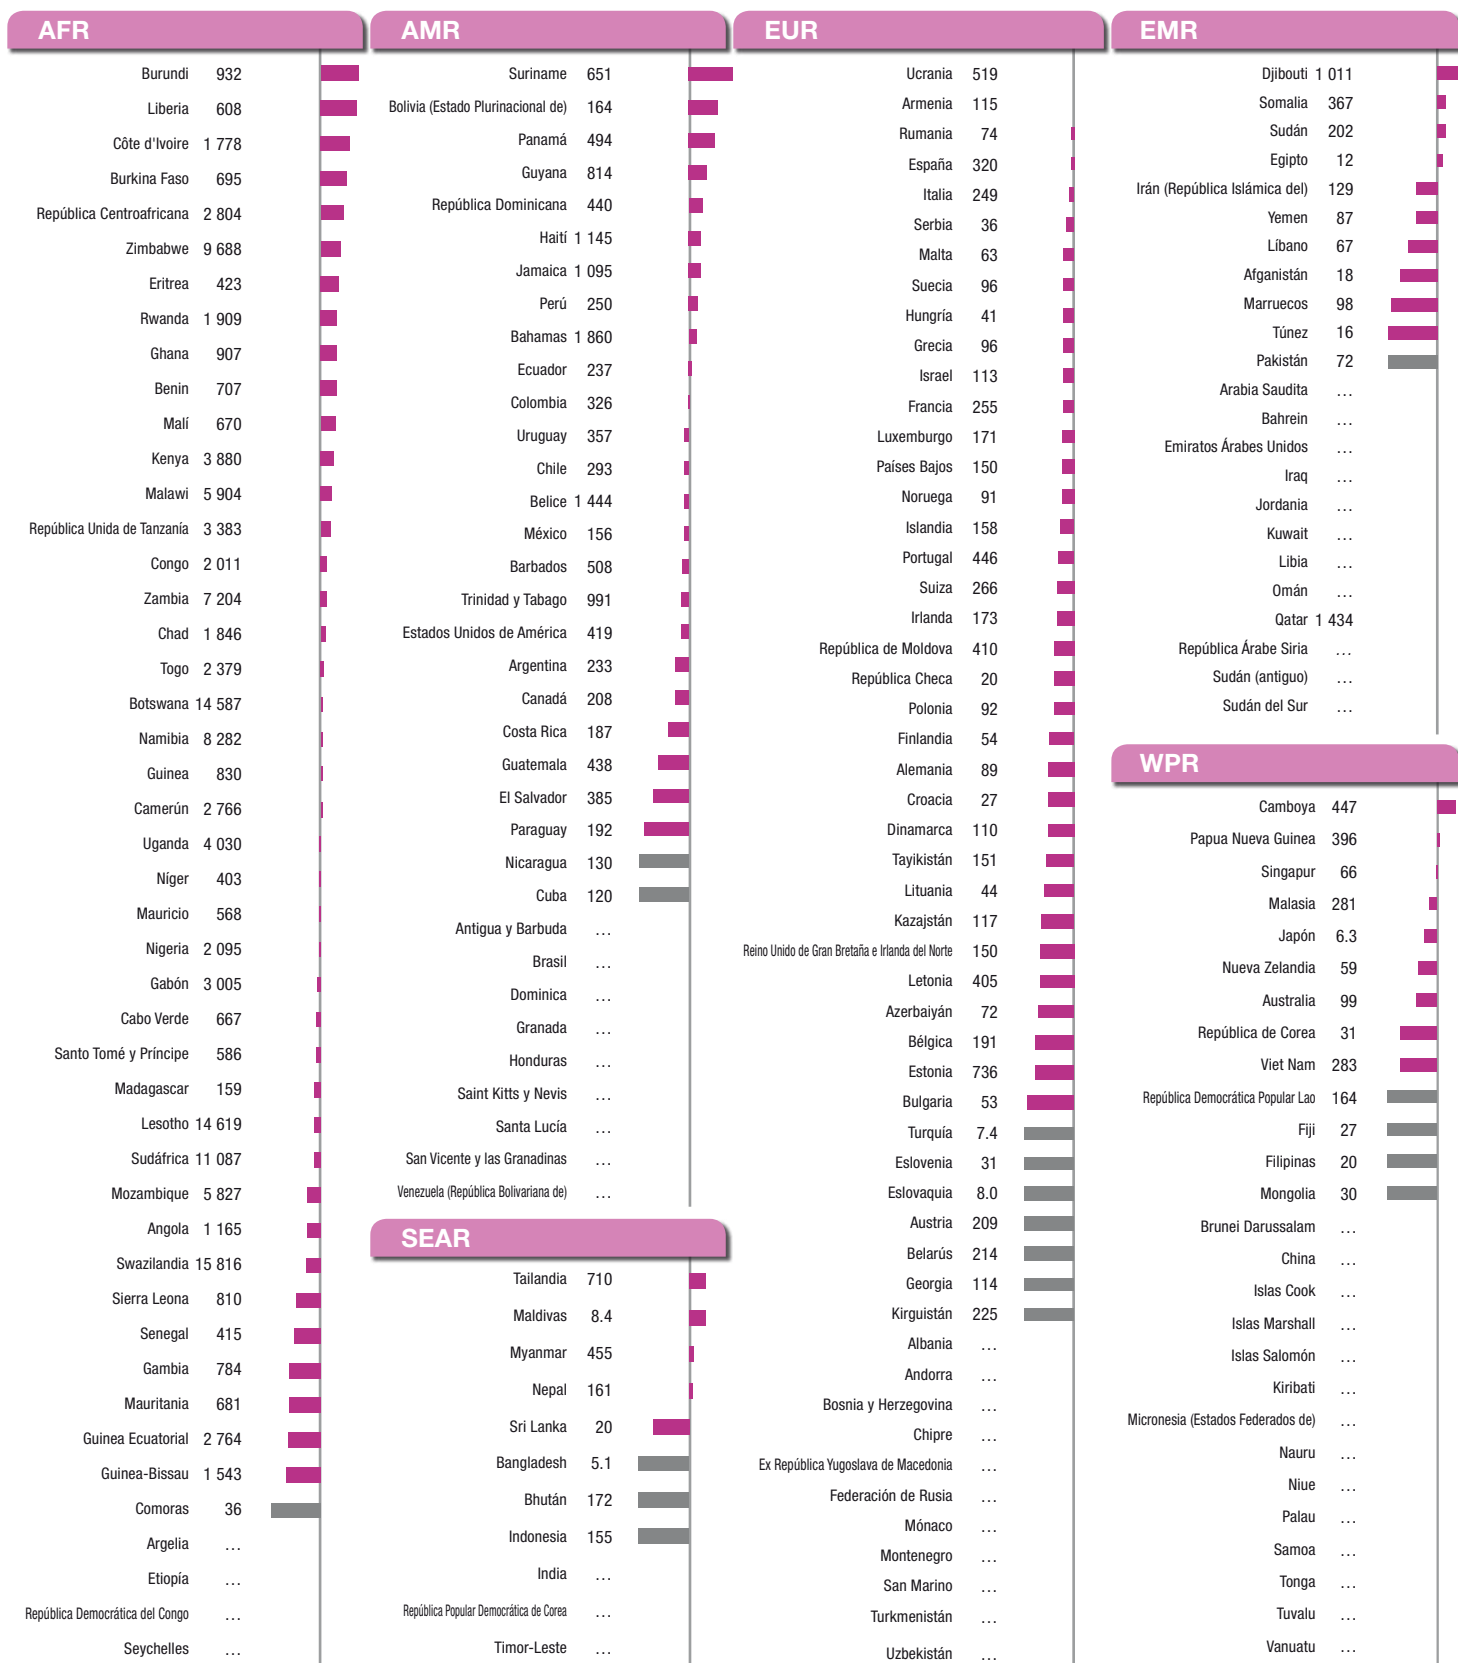 AFR
Burundi 932
Liberia 608
Côte d'Ivoire 1 778
Burkina Faso 695
República Centroafricana 2 804
Zimbabwe 9 688
Eritrea 423
Rwanda 1 909
Ghana 907
Benin 707
Malí 670
Kenya 3 880
Malawi 5 904
República Unida de Tanzanía 3 383
Congo 2 011
Zambia 7 204
Chad 1 846
Togo 2 379
Botswana 14 587
Namibia 8 282
Guinea 830
Camerún 2 766
Uganda 4 030
Níger 403
Mauricio 568
Nigeria 2 095
Gabón 3 005
Cabo Verde 667
Santo Tomé y Príncipe 586
Madagascar 159
Lesotho 14 619
Sudáfrica 11 087
Mozambique 5 827
Angola 1 165
Swazilandia 15 816
Sierra Leona 810
Senegal 415
Gambia 784
Mauritania 681
Guinea Ecuatorial 2 764
Guinea-Bissau 1 543
Comoras 36
Argelia ...
Etiopía ...
República Democrática del Congo ...
Seychelles ...
AMR
Suriname 651
Bolivia (Estado Plurinacional de) 164
Panamá 494
Guyana 814
República Dominicana 440
Haití 1 145
Jamaica 1 095
Perú 250
Bahamas 1 860
Ecuador 237
Colombia 326
Uruguay 357
Chile 293
Belice 1 444
México 156
Barbados 508
Trinidad y Tabago 991
Estados Unidos de América 419
Argentina 233
Canadá 208
Costa Rica 187
Guatemala 438
El Salvador 385
Paraguay 192
Nicaragua 130
Cuba 120
Antigua y Barbuda ...
Brasil ...
Dominica ...
Granada ...
Honduras ...
Saint Kitts y Nevis ...
Santa Lucía ...
San Vicente y las Granadinas ...
Venezuela (República Bolivariana de) ...
SEAR
Tailandia 710
Maldivas 8.4
Myanmar 455
Nepal 161
Sri Lanka 20
Bangladesh 5.1
Bhután 172
Indonesia 155
India ...
República Popular Democrática de Corea ...
Timor-Leste ...
EUR
Ucrania 519
Armenia 115
Rumania 74
España 320
Italia 249
Serbia 36
Malta 63
Suecia 96
Hungría 41
Grecia 96
Israel 113
Francia 255
Luxemburgo 171
Países Bajos 150
Noruega 91
Islandia 158
Portugal 446
Suiza 266
Irlanda 173
República de Moldova 410
República Checa 20
Polonia 92
Finlandia 54
Alemania 89
Croacia 27
Dinamarca 110
Tayikistán 151
Lituania 44
Kazajstán 117
Reino Unido de Gran Bretaña e Irlanda del Norte 150
Letonia 405
Azerbaiyán 72
Bélgica 191
Estonia 736
Bulgaria 53
Turquía 7.4
Eslovenia 31
Eslovaquia 8.0
Austria 209
Belarús 214
Georgia 114
Kirguistán 225
Albania ...
Andorra ...
Bosnia y Herzegovina ...
Chipre ...
Ex República Yugoslava de Macedonia ...
Federación de Rusia ...
Mónaco ...
Montenegro ...
San Marino ...
Turkmenistán ...
Uzbekistán ...
EMR
Djibouti 1 011
Somalia 367
Sudán 202
Egipto 12
Irán (República Islámica del) 129
Yemen 87
Líbano 67
Afganistán 18
Marruecos 98
Túnez 16
Pakistán 72
Arabia Saudita ...
Bahrein ...
Emiratos Árabes Unidos ...
Iraq ...
Jordania ...
Kuwait ...
Libia ...
Omán ...
Qatar 1 434
República Árabe Siria ...
Sudán (antiguo) ...
Sudán del Sur ...
WPR
Camboya 447
Papua Nueva Guinea 396
Singapur 66
Malasia 281
Japón 6.3
Nueva Zelandia 59
Australia 99
República de Corea 31
Viet Nam 283
República Democrática Popular Lao 164
Fiji 27
Filipinas 20
Mongolia 30
Brunei Darussalam ...
China ...
Islas Cook ...
Islas Marshall ...
Islas Salomón ...
Kiribati ...
Micronesia (Estados Federados de) ...
Nauru ...
Niue ...
Palau ...
Samoa ...
Tonga ...
Tuvalu ...
Vanuatu ...